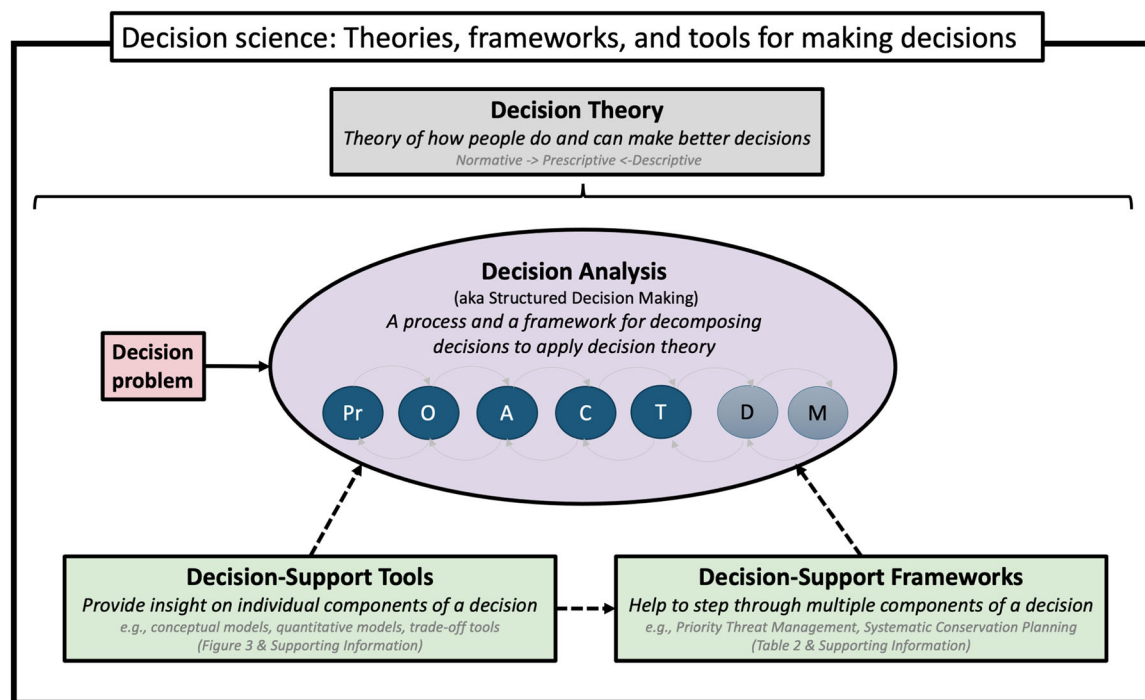 Decision science: Theories, frameworks, and tools for making decisions
Decision Theory
Theory of how people do and can make better decisions
Normative -> Prescriptive <-Descriptive
Decision Analysis
(aka Structured Decision Making)
A process and a framework for decomposing
decisions to apply decision theory
Decision
problem
Pr O A C T D M
Decision-Support Tools
Provide insight on individual components of a decision
e.g., conceptual models, quantitative models, trade-off tools
(Figure 3 & Supporting Information)
Decision-Support Frameworks
Help to step through multiple components of a decision
e.g., Priority Threat Management, Systematic Conservation Planning
(Table 2 & Supporting Information)